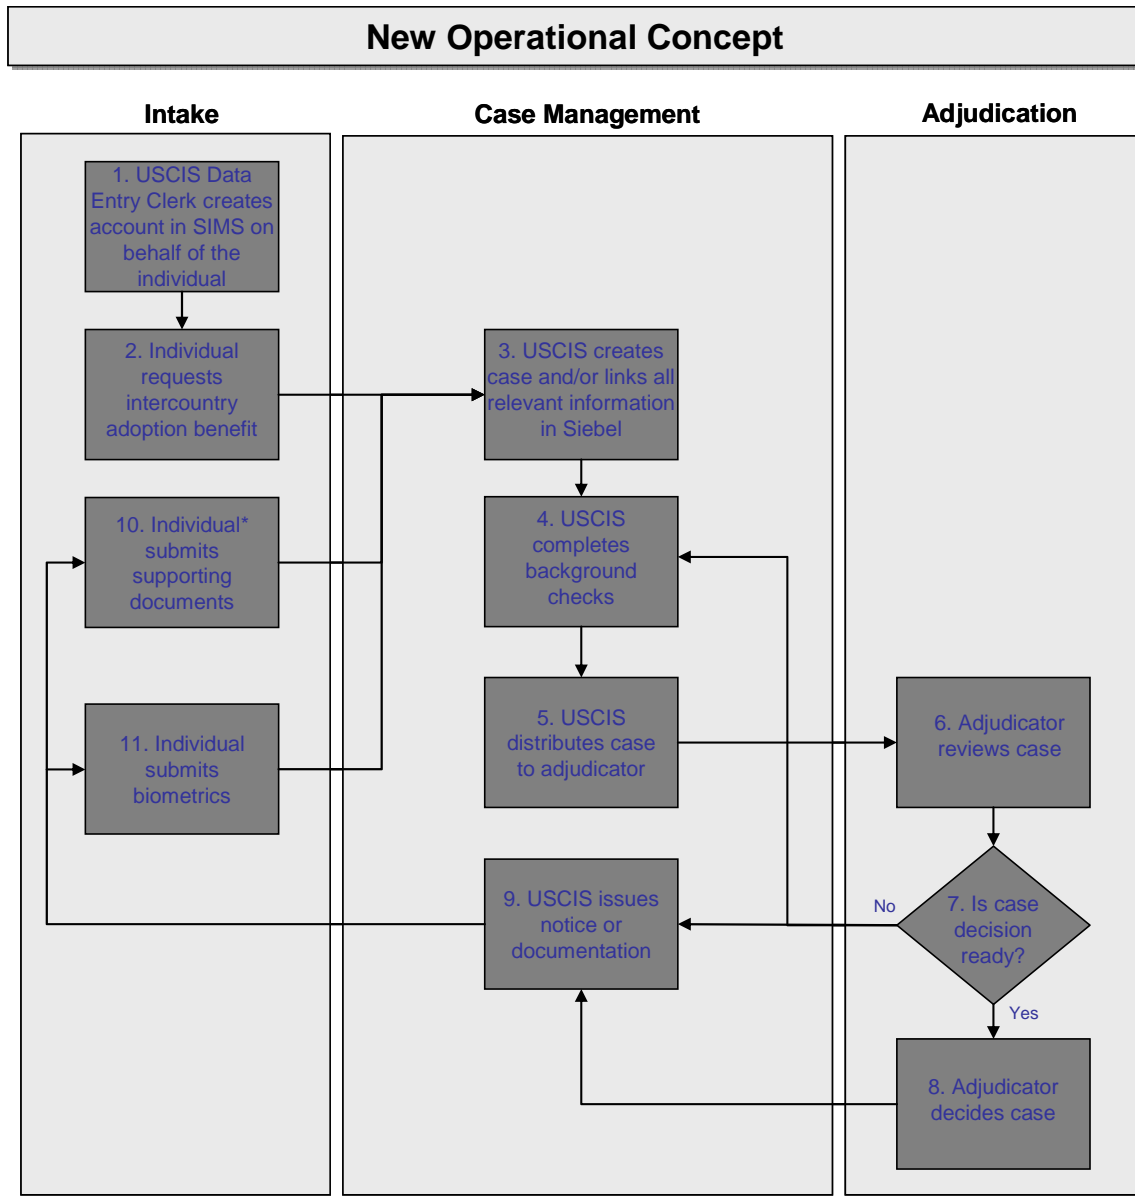 New Operational Concept
Intake
Case Management
Adjudication
1. USCIS Data
Entry Clerk creates
account in SIMS on
behalf of the
individual
2. Individual
requests
intercountry
adoption benefit
3. USCIS creates
case and/or links all
relevant information
in Siebel
10. Individual*
submits
supporting
documents
4. USCIS
completes
background
checks
11. Individual
submits
biometrics
5. USCIS
distributes case
to adjudicator
6. Adjudicator
reviews case
9. USCIS issues
notice or
documentation
No
7. Is case
decision
ready?
Yes
8. Adjudicator
decides case